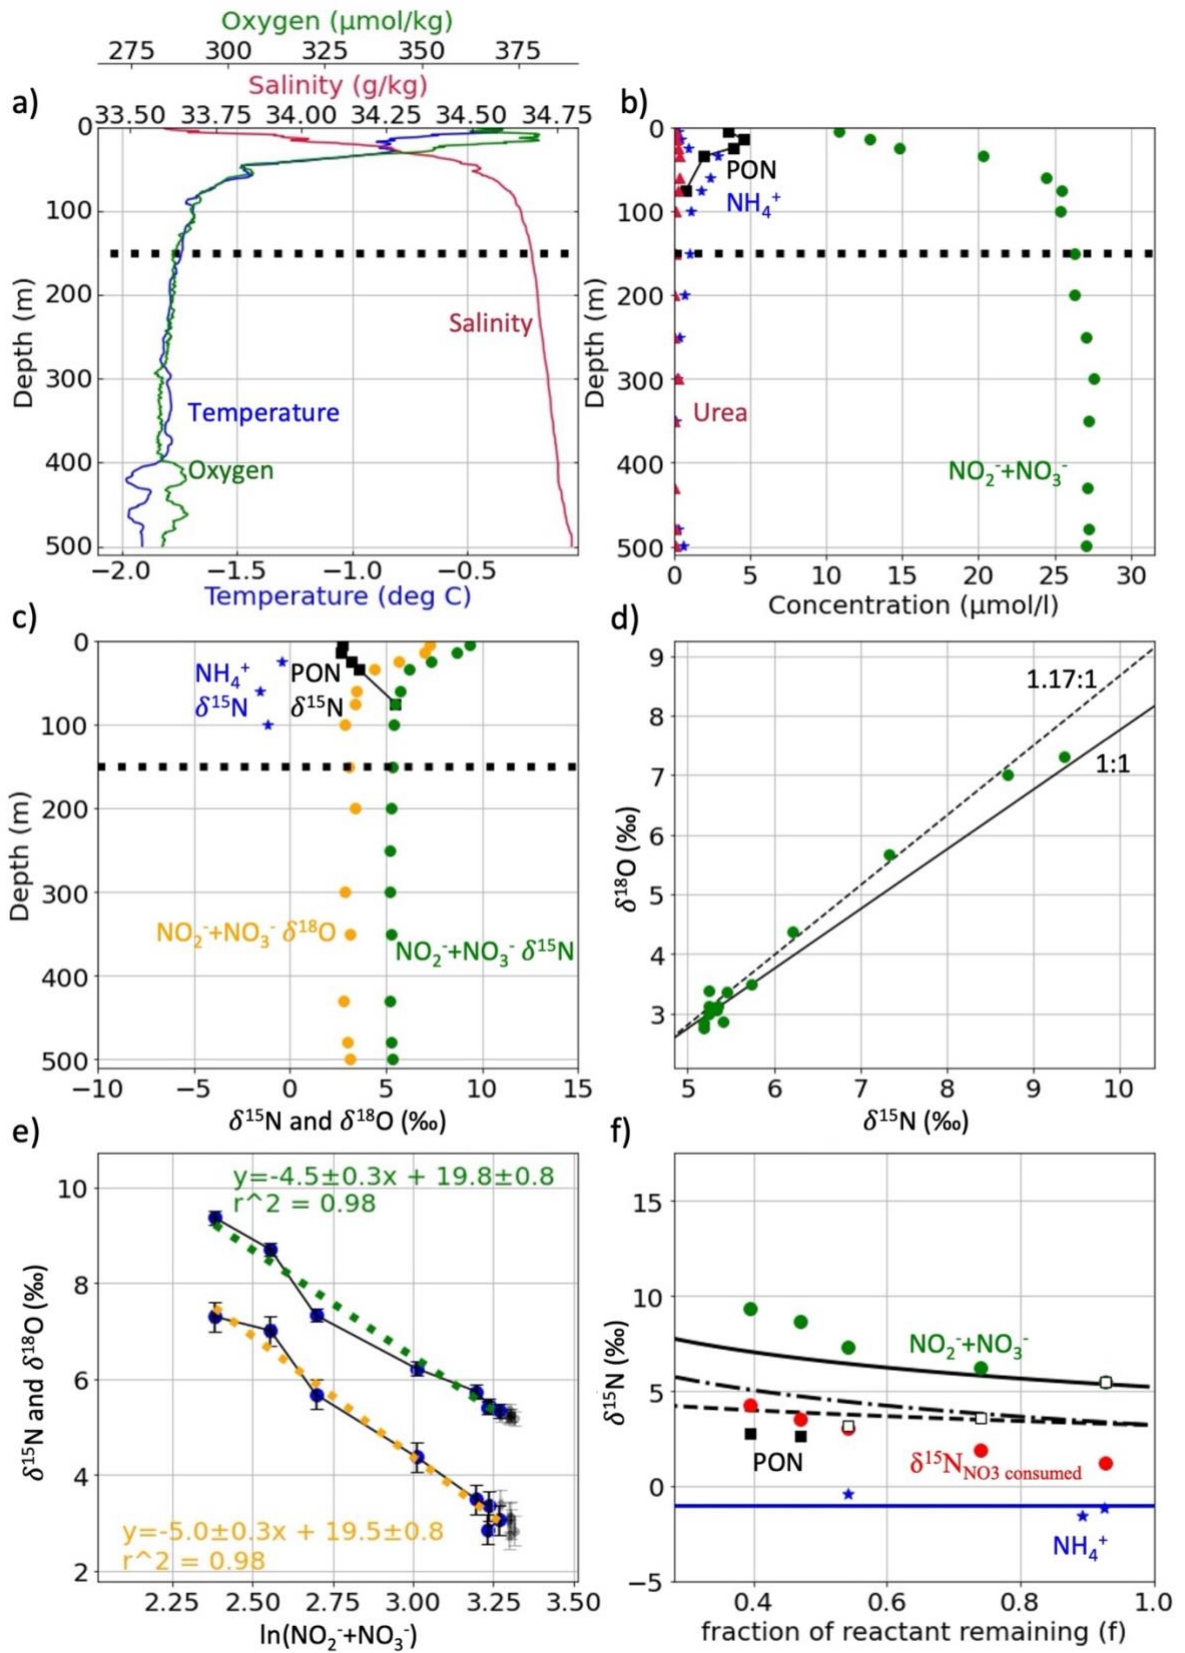 Oxygen (μmol/kg)
275 300 325 350 375
Salinity (g/kg)
33.50 33.75 34.00 34.25 34.50 34.75
a)
0
100
200
300
400
500
Depth (m)
Salinity
Temperature
Oxygen
−2.0 −1.5 −1.0 −0.5
Temperature (deg C)
b)
0
100
200
300
400
500
Depth (m)
PON
NH₄⁺
Urea
NO₂⁻+NO₃⁻
0 5 10 15 20 25 30
Concentration (μmol/l)
c)
0
100
200
300
400
500
Depth (m)
NH₄⁺ PON
δ¹⁵N δ¹⁵N
NO₂⁻+NO₃⁻ δ¹⁸O
NO₂⁻+NO₃⁻ δ¹⁵N
−10 −5 0 5 10 15
δ¹⁵N and δ¹⁸O (‰)
d)
9
8
7
6
5
4
3
δ¹⁸O (‰)
1.17:1
1:1
5 6 7 8 9 10
δ¹⁵N (‰)
e)
10
8
6
4
2
δ¹⁵N and δ¹⁸O (‰)
y=-4.5±0.3x + 19.8±0.8
r^2 = 0.98
y=-5.0±0.3x + 19.5±0.8
r^2 = 0.98
2.25 2.50 2.75 3.00 3.25 3.50
ln(NO₂⁻+NO₃⁻)
f)
15
10
5
0
−5
δ¹⁵N (‰)
NO₂⁻+NO₃⁻
PON
δ¹⁵N_NO3 consumed
NH₄⁺
0.4 0.6 0.8 1.0
fraction of reactant remaining (f)